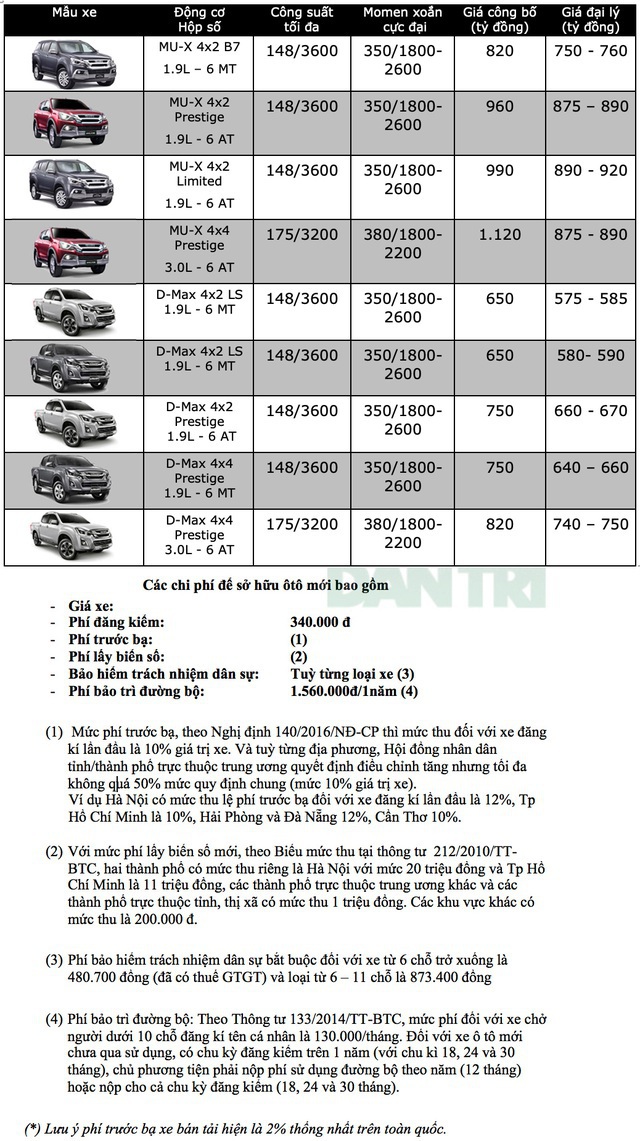 Mẫu xe Động cơ Hộp số Công suất tối đa Momen xoắn cực đại Giá công bố (tỷ đồng) Giá đại lý (tỷ đồng)
MU-X 4x2 B7 1.9L – 6 MT 148/3600 350/1800-2600 820 750 - 760
MU-X 4x2 Prestige 1.9L - 6 AT 148/3600 350/1800-2600 960 875 – 890
MU-X 4x2 Limited 1.9L - 6 AT 148/3600 350/1800-2600 990 890 - 920
MU-X 4x4 Prestige 3.0L - 6 AT 175/3200 380/1800-2200 1.120 875 - 890
D-Max 4x2 LS 1.9L - 6 MT 148/3600 350/1800-2600 650 575 - 585
D-Max 4x2 LS 1.9L - 6 MT 148/3600 350/1800-2600 650 580- 590
D-Max 4x2 Prestige 1.9L - 6 AT 148/3600 350/1800-2600 750 660 - 670
D-Max 4x4 Prestige 1.9L - 6 MT 148/3600 350/1800-2600 750 640 – 660
D-Max 4x4 Prestige 3.0L - 6 AT 175/3200 380/1800-2200 820 740 – 750
DANTRI
Các chi phí để sở hữu ôtô mới bao gồm
- Giá xe:
- Phí đăng kiểm: 340.000 đ
- Phí trước bạ: (1)
- Phí lấy biển số: (2)
- Bảo hiểm trách nhiệm dân sự: Tuỳ từng loại xe (3)
- Phí bảo trì đường bộ: 1.560.000đ/1năm (4)
(1) Mức phí trước bạ, theo Nghị định 140/2016/NĐ-CP thì mức thu đối với xe đăng
kí lần đầu là 10% giá trị xe. Và tuỳ từng địa phương, Hội đồng nhân dân
tỉnh/thành phố trực thuộc trung ương quyết định điều chỉnh tăng nhưng tối đa
không quá 50% mức quy định chung (mức 10% giá trị xe).
Ví dụ Hà Nội có mức thu lệ phí trước bạ đối với xe đăng kí lần đầu là 12%, Tp
Hồ Chí Minh là 10%, Hải Phòng và Đà Nẵng 12%, Cần Thơ 10%.
(2) Với mức phí lấy biển số mới, theo Biểu mức thu tại thông tư 212/2010/TT-
BTC, hai thành phố có mức thu riêng là Hà Nội với mức 20 triệu đồng và Tp Hồ
Chí Minh là 11 triệu đồng, các thành phố trực thuộc trung ương khác và các
thành phố trực thuộc tỉnh, thị xã có mức thu 1 triệu đồng. Các khu vực khác có
mức thu là 200.000 đ.
(3) Phí bảo hiểm trách nhiệm dân sự bắt buộc đối với xe từ 6 chỗ trở xuống là
480.700 đồng (đã có thuế GTGT) và loại từ 6 – 11 chỗ là 873.400 đồng
(4) Phí bảo trì đường bộ: Theo Thông tư 133/2014/TT-BTC, mức phí đối với xe chở
người dưới 10 chỗ đăng kí tên cá nhân là 130.000/tháng. Đối với xe ô tô mới
chưa qua sử dụng, có chu kỳ đăng kiểm trên 1 năm (với chu kì 18, 24 và 30
tháng), chủ phương tiện phải nộp phí sử dụng đường bộ theo năm (12 tháng)
hoặc nộp cho cả chu kỳ đăng kiểm (18, 24 và 30 tháng).
(*) Lưu ý phí trước bạ xe bán tải hiện là 2% thống nhất trên toàn quốc.